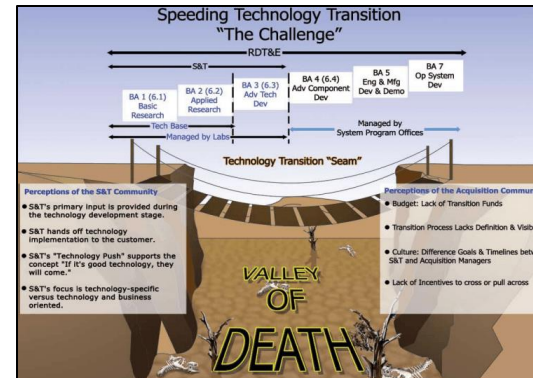 Speeding Technology Transition
"The Challenge"
RDT&E
S&T
BA 1 (6.1)
Basic
Research
BA 2 (6.2)
Applied
Research
BA 3 (6.3)
Adv Tech
Dev
BA 4 (6.4)
Adv Component
Dev
BA 5
Eng & Mfg
Dev & Demo
BA 7
Op System
Dev
Tech Base
Managed by Labs
Managed by
System Program Offices
Technology Transition "Seam"
Perceptions of the S&T Community
● S&T's primary input is provided during
the technology development stage.
● S&T hands off technology
implementation to the customer.
● S&T's "Technology Push" supports the
concept "If it's good technology, they
will come."
● S&T's focus is technology-specific
versus technology and business
oriented.
Perceptions of the Acquisition Commun
● Budget: Lack of Transition Funds
● Transition Process Lacks Definition & Visib
● Culture: Difference Goals & Timelines betw
S&T and Acquisition Managers
● Lack of Incentives to cross or pull across
VALLEY
OF
DEATH